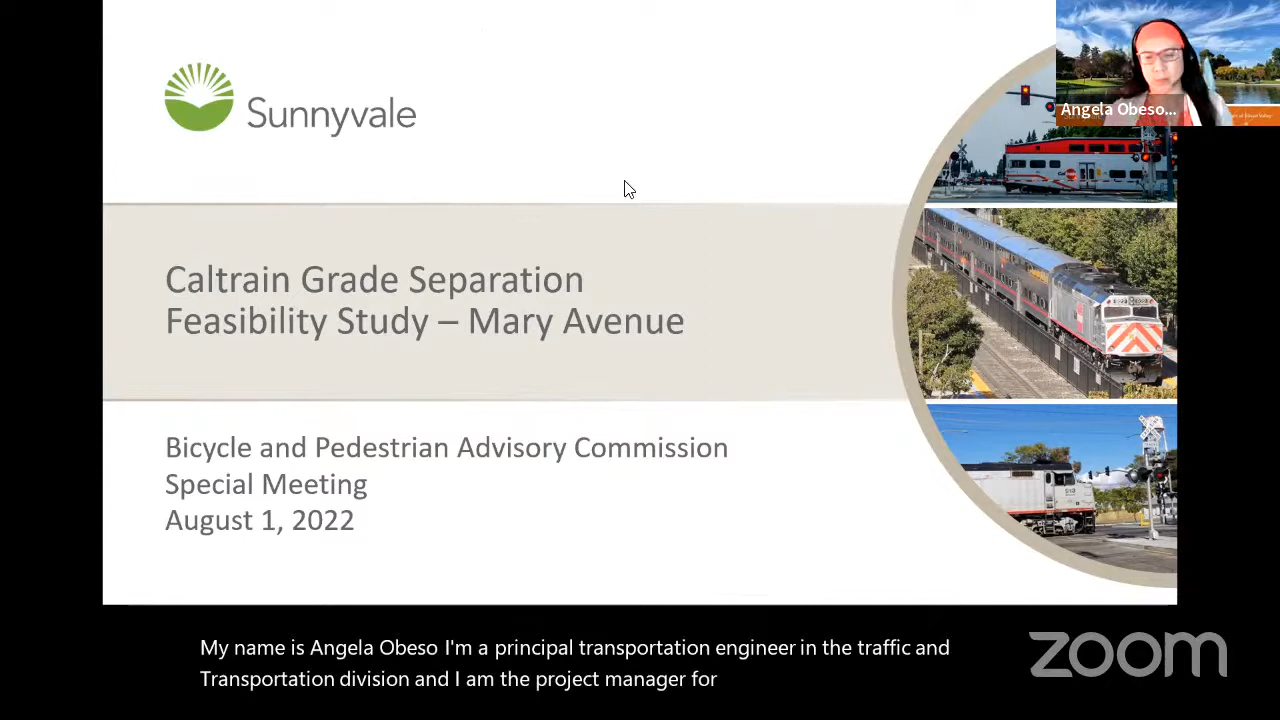 Sunnyvale
Angela Obeso...
Caltrain Grade Separation
Feasibility Study – Mary Avenue
Bicycle and Pedestrian Advisory Commission
Special Meeting
August 1, 2022
My name is Angela Obeso I'm a principal transportation engineer in the traffic and
Transportation division and I am the project manager for
zoom